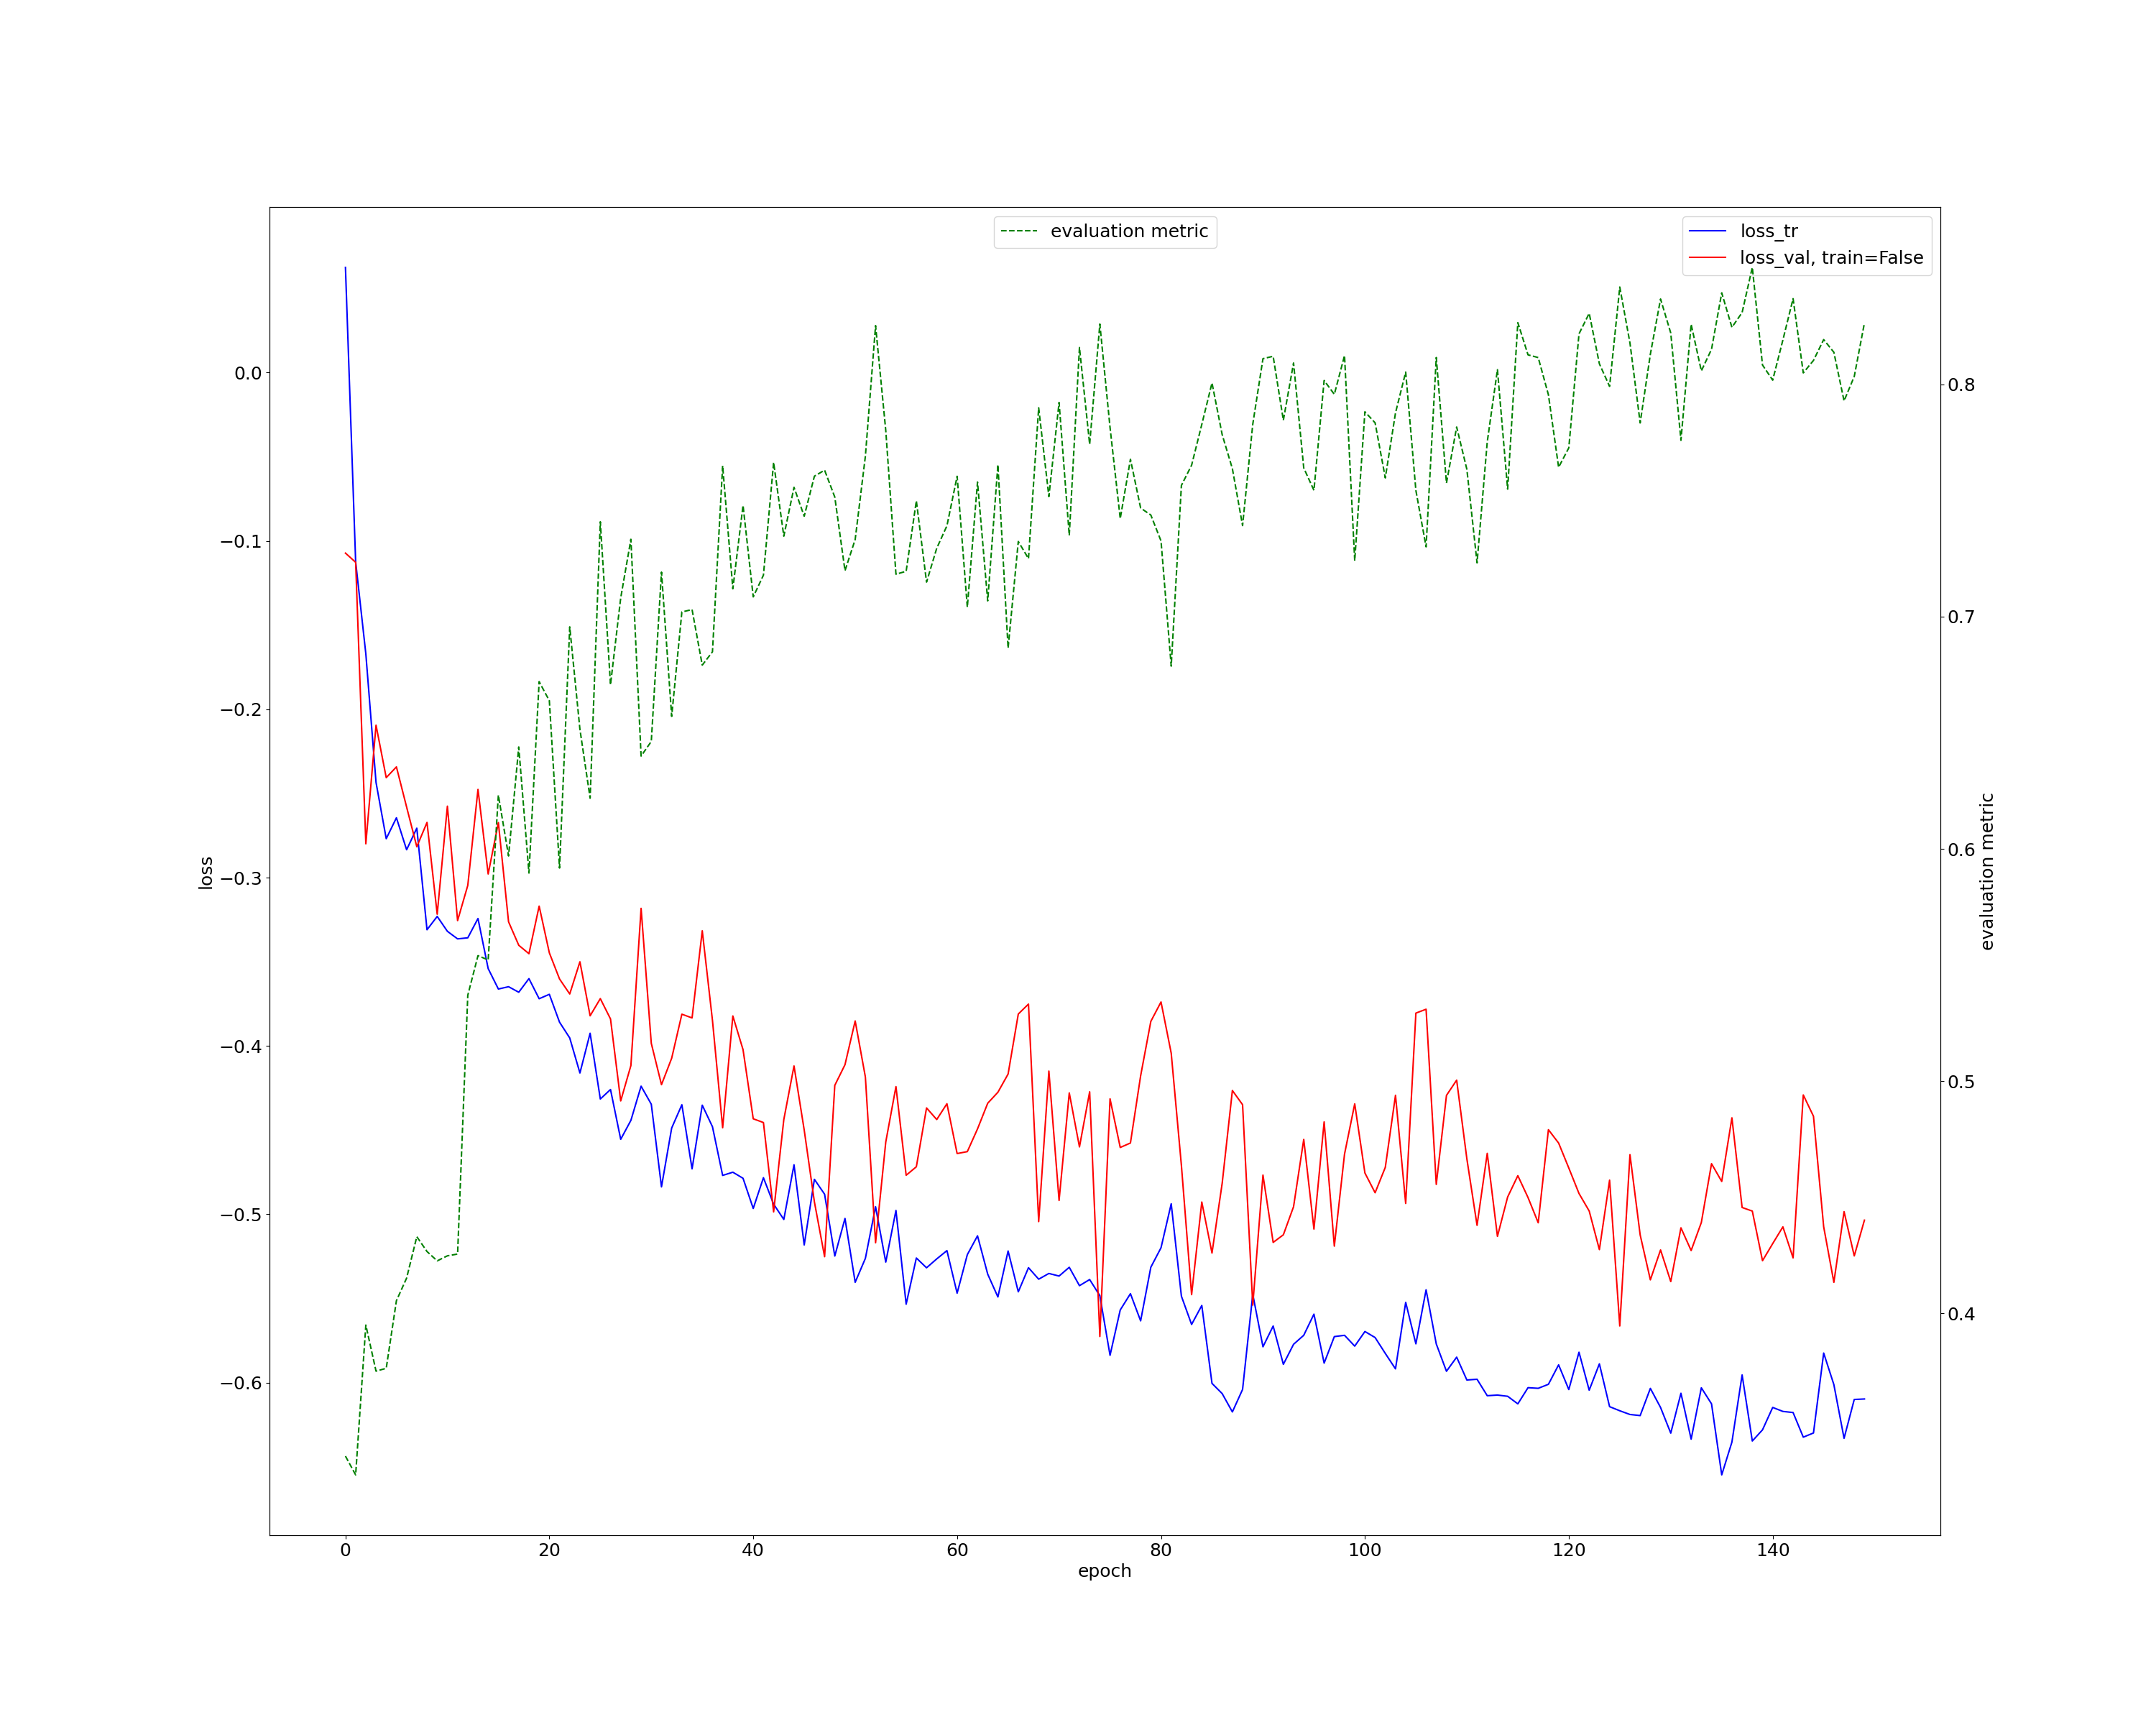 evaluation metric
loss_tr
loss_val, train=False
0.0
−0.1
−0.2
−0.3
−0.4
−0.5
−0.6
loss
0.8
0.7
0.6
0.5
0.4
evaluation metric
0 20 40 60 80 100 120 140
epoch